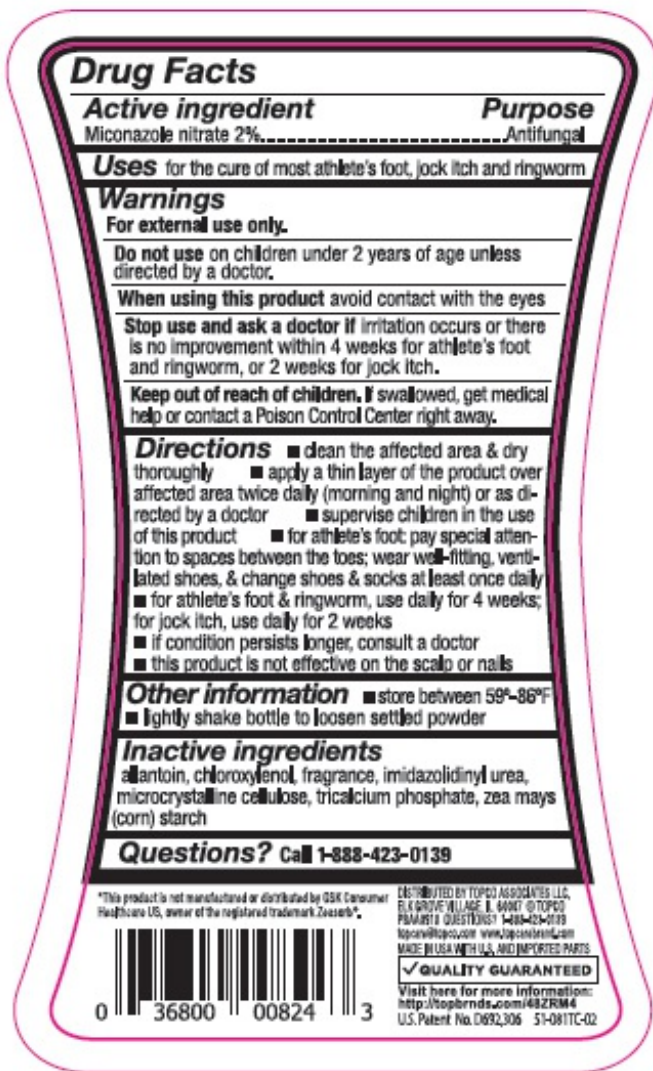 Drug Facts
Active ingredient Purpose
Miconazole nitrate 2%............................Antifungal
Uses for the cure of most athlete's foot, jock itch and ringworm
Warnings
For external use only.
Do not use on children under 2 years of age unless
directed by a doctor.
When using this product avoid contact with the eyes
Stop use and ask a doctor if irritation occurs or there
is no improvement within 4 weeks for athlete's foot
and ringworm, or 2 weeks for jock itch.
Keep out of reach of children. If swallowed, get medical
help or contact a Poison Control Center right away.
Directions ■ clean the affected area & dry
thoroughly ■ apply a thin layer of the product over
affected area twice daily (morning and night) or as di-
rected by a doctor ■ supervise children in the use
of this product ■ for athlete's foot: pay special atten-
tion to spaces between the toes; wear well-fitting, venti-
lated shoes, & change shoes & socks at least once daily
■ for athlete's foot & ringworm, use daily for 4 weeks;
for jock itch, use daily for 2 weeks
■ if condition persists longer, consult a doctor
■ this product is not effective on the scalp or nails
Other information ■ store between 59°-86°F
■ lightly shake bottle to loosen settled powder
Inactive ingredients
allantoin, chloroxylenol, fragrance, imidazolidinyl urea,
microcrystalline cellulose, tricalcium phosphate, zea mays
(corn) starch
Questions? Call 1-888-423-0139
*This product is not manufactured or distributed by GSK Consumer
Healthcare US, owner of the registered trademark Zeasorb®.
DISTRIBUTED BY TOPCO ASSOCIATES LLC,
ELK GROVE VILLAGE, IL 60007 © TOPCO
QUESTIONS? 1-888-423-0139
topcare@topco.com www.topcarebrand.com
MADE IN USA WITH U.S. AND IMPORTED PARTS
✓QUALITY GUARANTEED
Visit here for more information:
http://topbrnds.com/48ZRM4
U.S. Patent No. D692,306 51-081TC-02
0 36800 00824 3